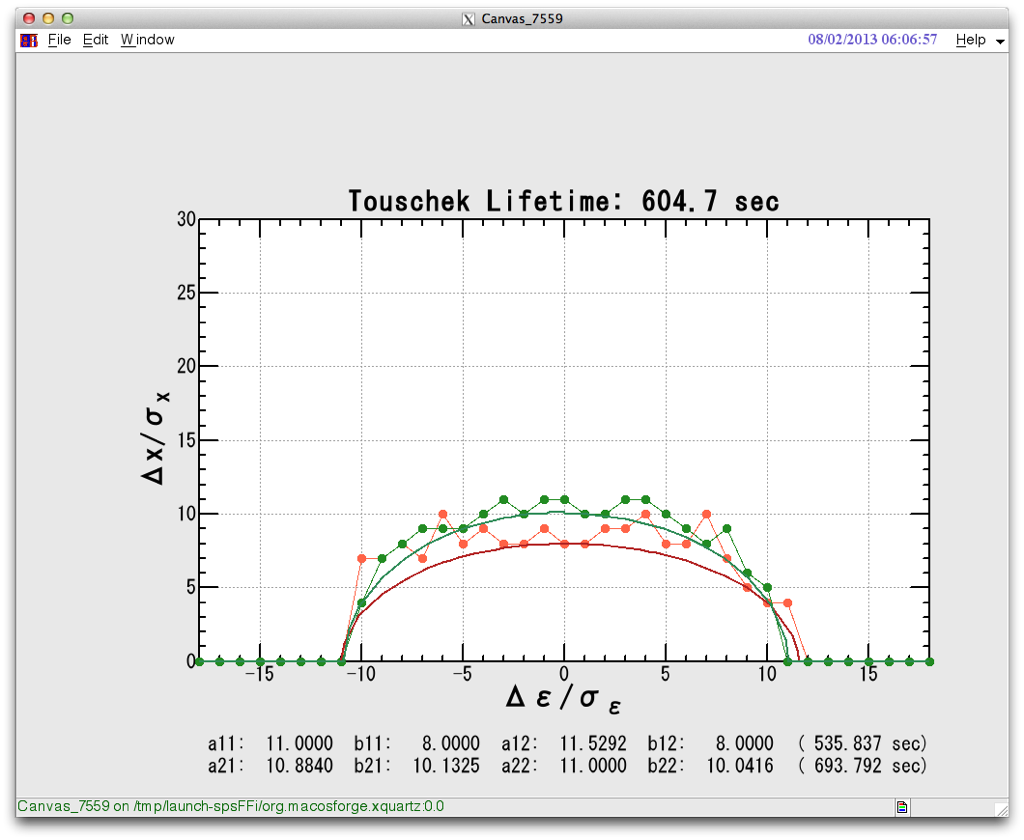 Canvas_7559
File Edit Window 08/02/2013 06:06:57 Help
Touschek Lifetime: 604.7 sec
30
25
20
15
10
5
0
Δx/σx
-15 -10 -5 0 5 10 15
Δ ε/σε
a11: 11.0000 b11: 8.0000 a12: 11.5292 b12: 8.0000 ( 535.837 sec)
a21: 10.8840 b21: 10.1325 a22: 11.0000 b22: 10.0416 ( 693.792 sec)
Canvas_7559 on /tmp/launch-spsFFi/org.macosforge.xquartz:0.0